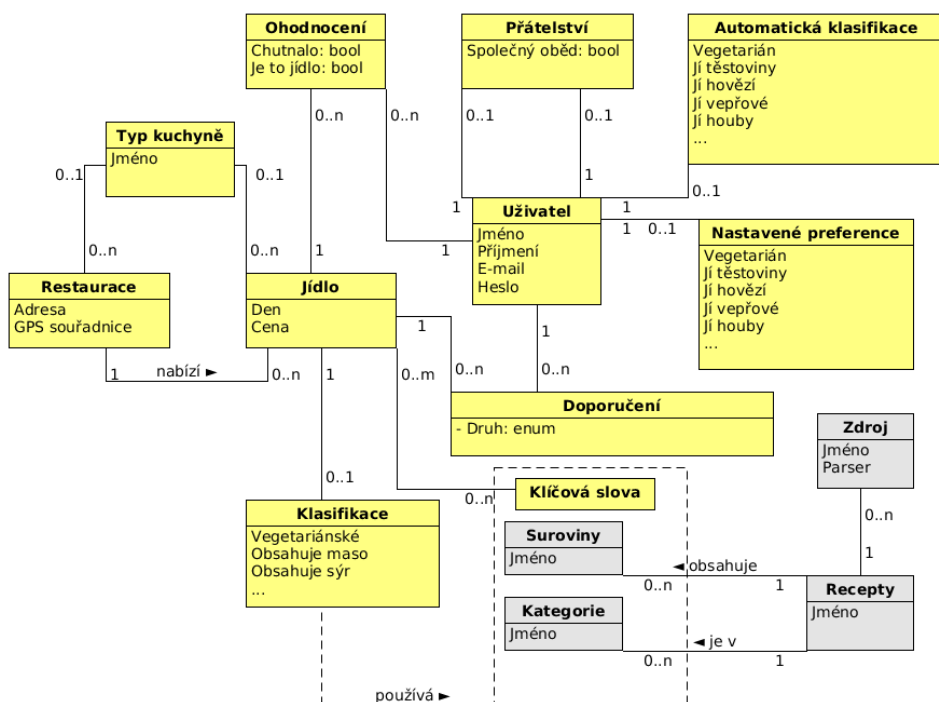 Ohodnocení
Chutnalo: bool
Je to jídlo: bool
Přátelství
Společný oběd: bool
Automatická klasifikace
Vegetarián
Jí těstoviny
Jí hovězí
Jí vepřové
Jí houby
...
0..n
0..n
0..1
0..1
Typ kuchyně
Jméno
0..1
0..1
1
0..1
1
1
Uživatel
Jméno
Příjmení
E-mail
Heslo
1
0..1
Nastavené preference
Vegetarián
Jí těstoviny
Jí hovězí
Jí vepřové
Jí houby
...
0..n
0..n
1
1
Restaurace
Adresa
GPS souřadnice
Jídlo
Den
Cena
1
1
1
nabízí ►
0..n
1
0..m
0..n
0..n
Doporučení
- Druh: enum
Zdroj
Jméno
Parser
0..1
0..n
Klíčová slova
0..n
Klasifikace
Vegetariánské
Obsahuje maso
Obsahuje sýr
...
Suroviny
Jméno
◄ obsahuje
0..n
1
1
Recepty
Jméno
Kategorie
Jméno
◄ je v
0..n
1
používá ►